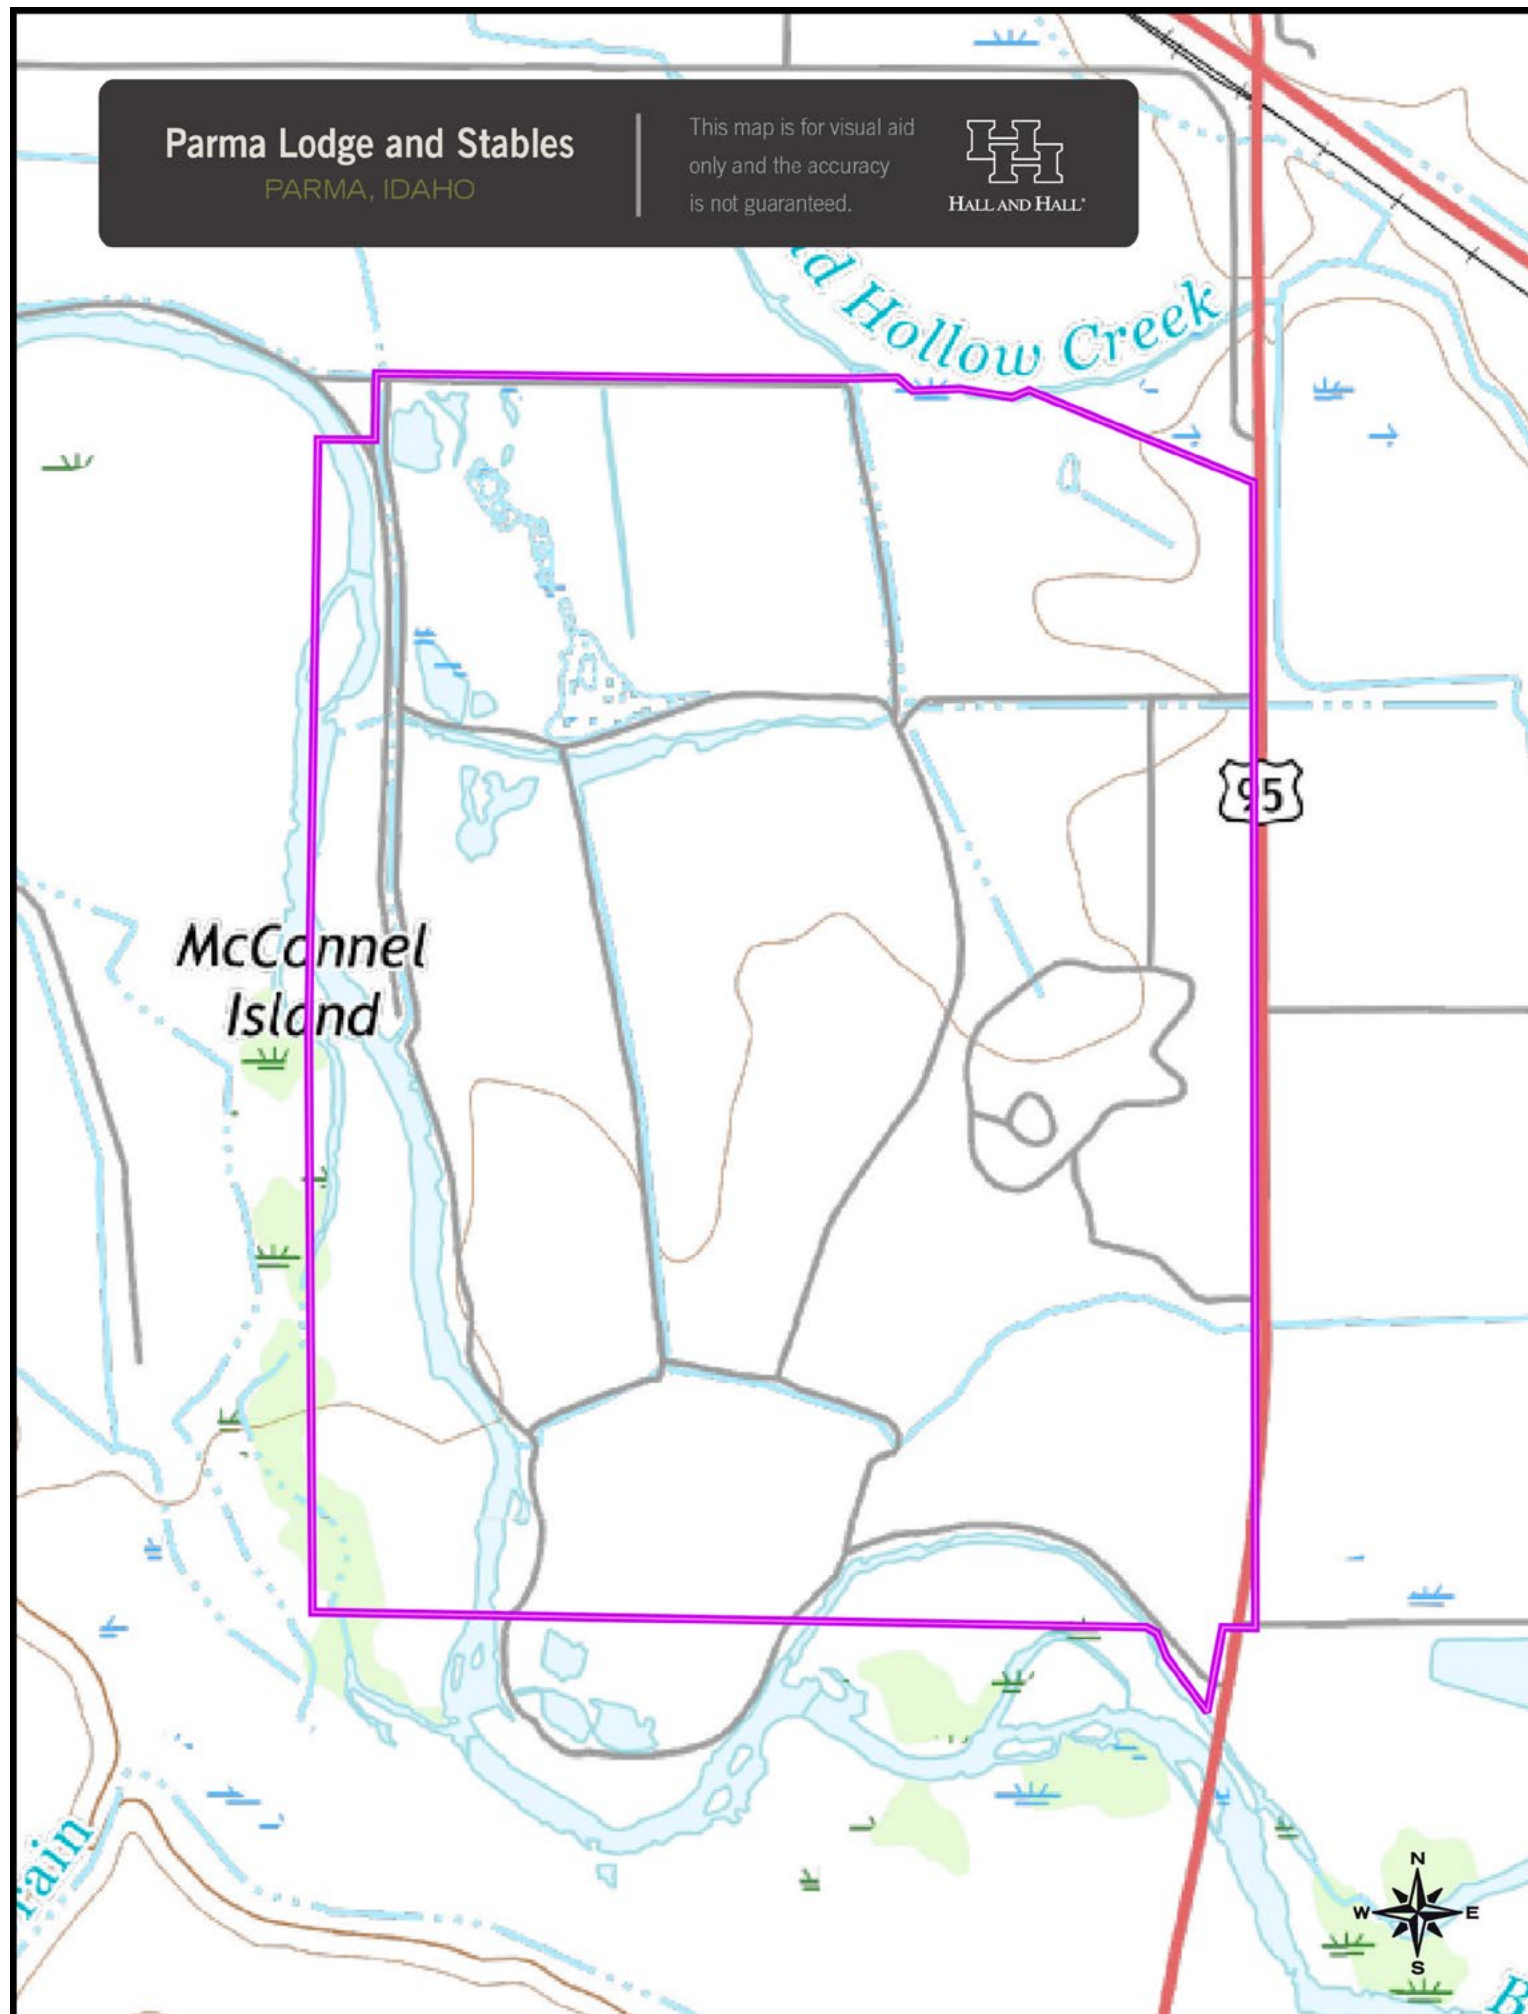 Parma Lodge and Stables
PARMA, IDAHO
This map is for visual aid
only and the accuracy
is not guaranteed.
HALL AND HALL®
Hollow Creek
95
McConnel
Island
N
W E
S